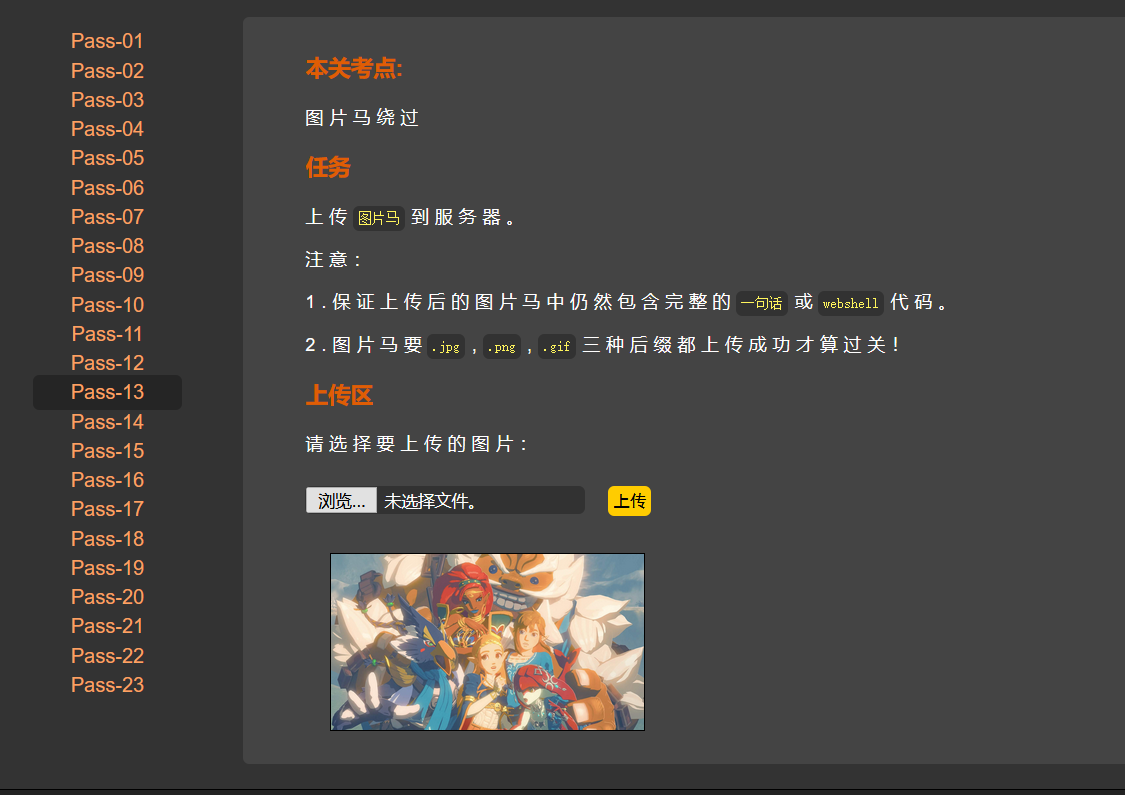 Pass-01
Pass-02
Pass-03
Pass-04
Pass-05
Pass-06
Pass-07
Pass-08
Pass-09
Pass-10
Pass-11
Pass-12
Pass-13
Pass-14
Pass-15
Pass-16
Pass-17
Pass-18
Pass-19
Pass-20
Pass-21
Pass-22
Pass-23
本关考点:
图片马绕过
任务
上传 图片马 到服务器。
注意：
1.保证上传后的图片马中仍然包含完整的 一句话 或 webshell 代码。
2.图片马要 .jpg , .png , .gif 三种后缀都上传成功才算过关！
上传区
请选择要上传的图片：
浏览... 未选择文件。 上传